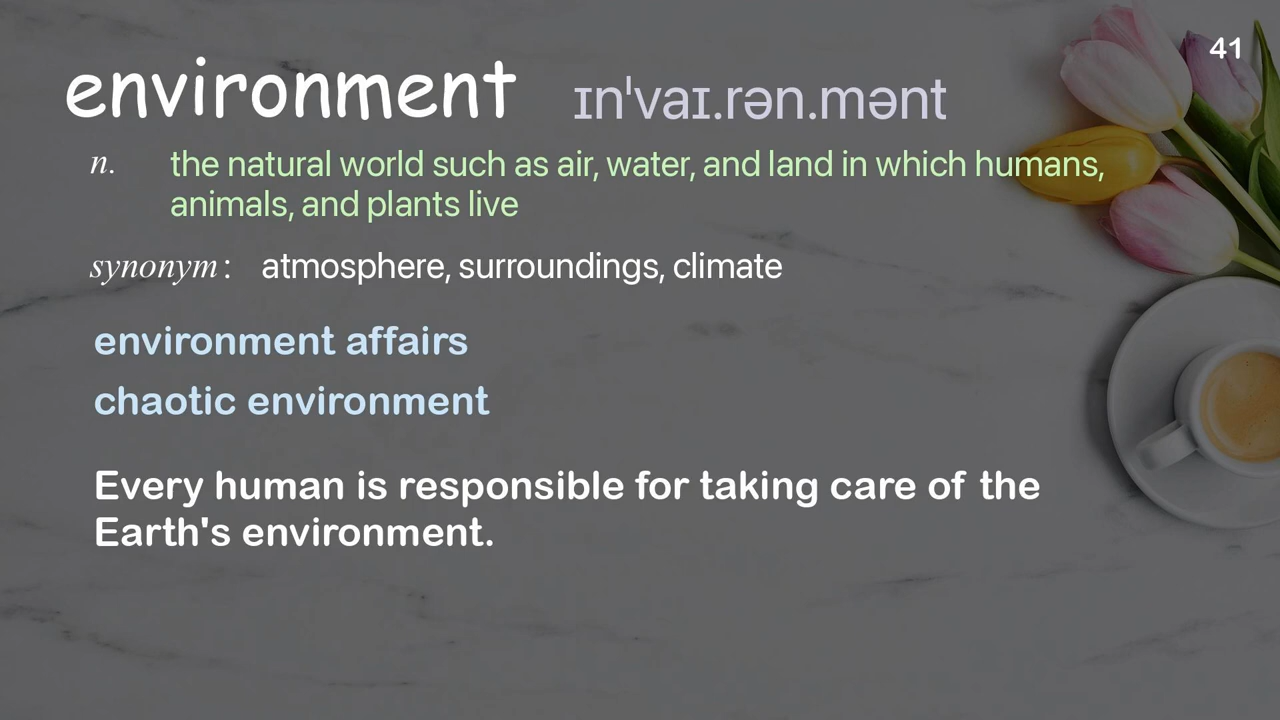 41
environment ɪnˈvaɪ.rən.mənt
n. the natural world such as air, water, and land in which humans,
animals, and plants live
synonym: atmosphere, surroundings, climate
environment affairs
chaotic environment
Every human is responsible for taking care of the
Earth's environment.